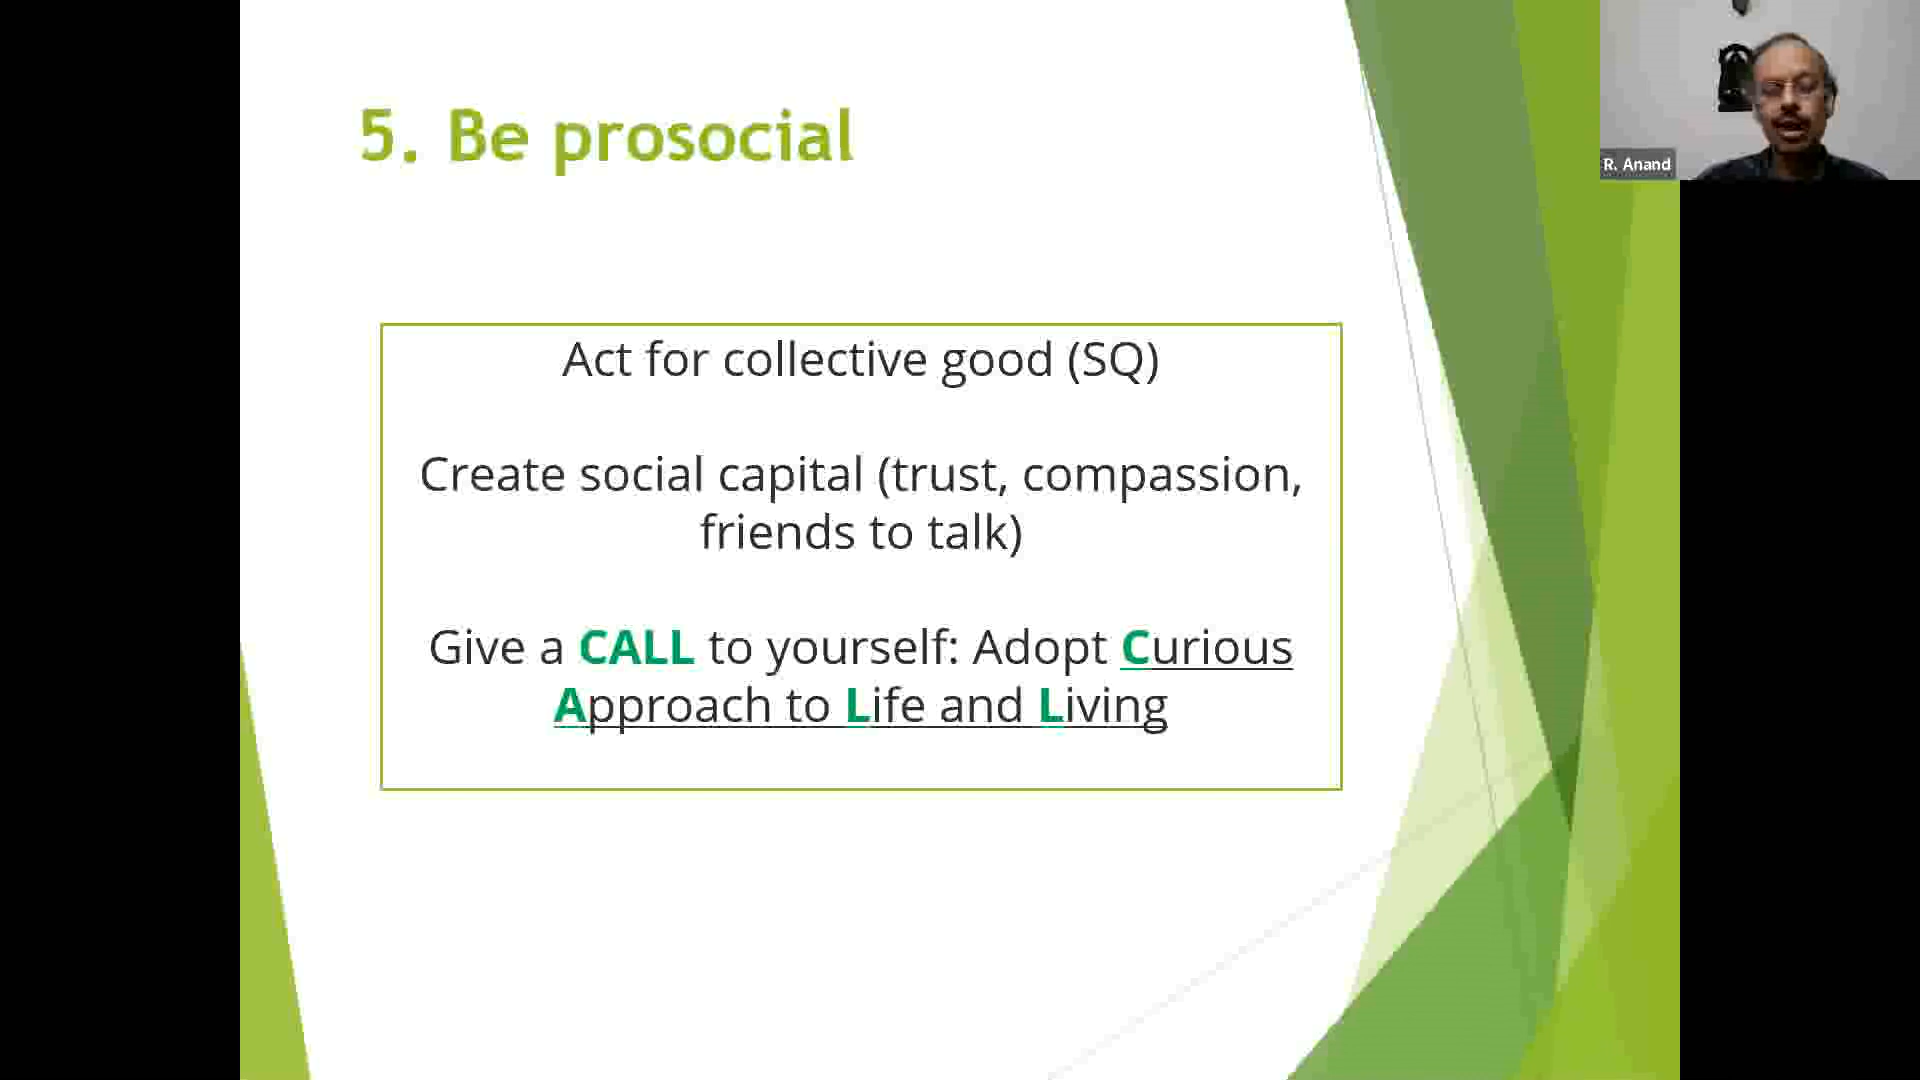 5. Be prosocial
R. Anand
Act for collective good (SQ)
Create social capital (trust, compassion,
friends to talk)
Give a CALL to yourself: Adopt Curious
Approach to Life and Living